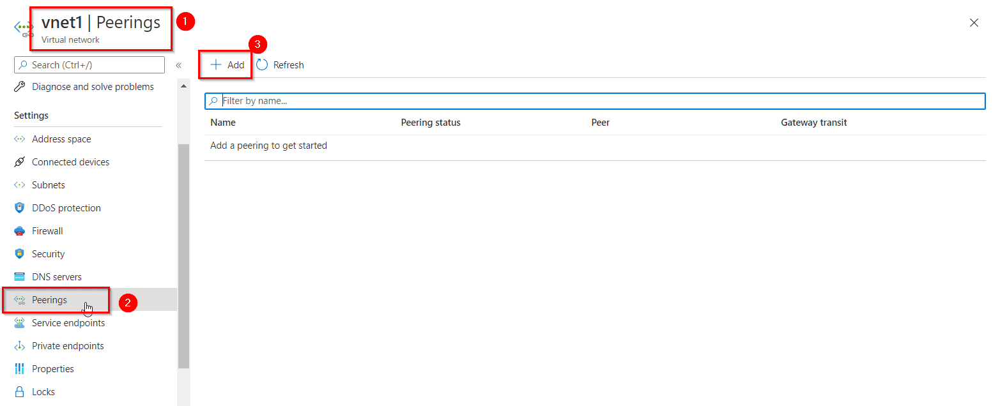 vnet1 | Peerings
1
Virtual network
Search (Ctrl+/)
«
3
Add
Refresh
Diagnose and solve problems
Filter by name...
Settings
Name
Peering status
Peer
Gateway transit
Address space
Add a peering to get started
Connected devices
Subnets
DDoS protection
Firewall
Security
DNS servers
Peerings
2
Service endpoints
Private endpoints
Properties
Locks